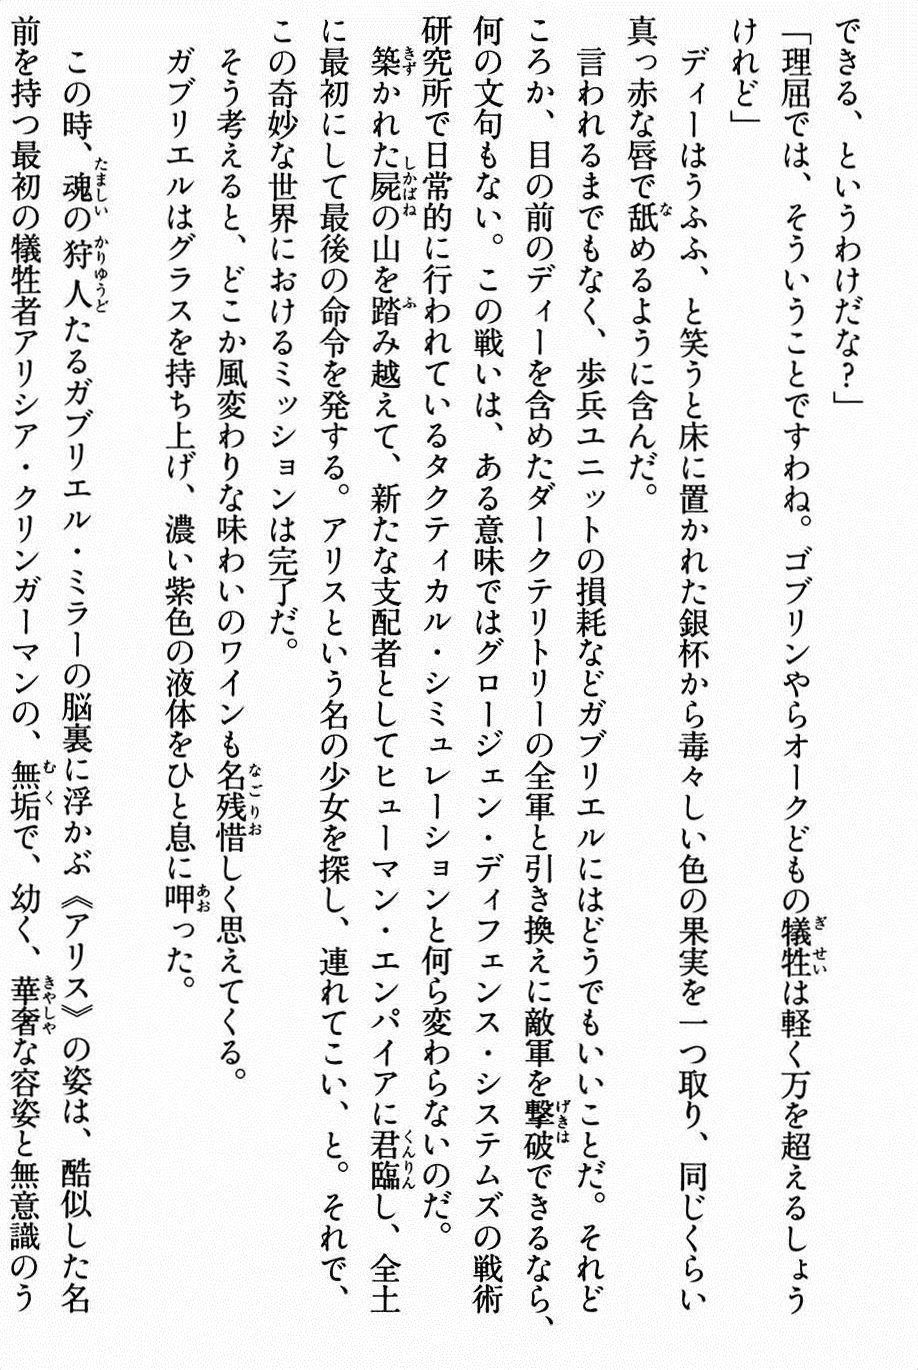 できる、というわけだな？」
「理屈では、そういうことですわね。ゴブリンやらオークどもの犠牲は軽く万を超えるしょう
けれど」
ディーはうふふ、と笑うと床に置かれた銀杯から毒々しい色の果実を一つ取り、同じくらい
真っ赤な唇で舐めるように含んだ。
言われるまでもなく、歩兵ユニットの損耗などガブリエルにはどうでもいいことだ。それど
ころか、目の前のディーを含めたダークテリトリーの全軍と引き換えに敵軍を撃破できるなら、
何の文句もない。この戦いは、ある意味ではグロージェン・ディフェンス・システムズの戦術
研究所で日常的に行われているタクティカル・シミュレーションと何ら変わらないのだ。
築かれた屍の山を踏み越えて、新たな支配者としてヒューマン・エンパイアに君臨し、全土
に最初にして最後の命令を発する。アリスという名の少女を探し、連れてこい、と。それで、
この奇妙な世界におけるミッションは完了だ。
そう考えると、どこか風変わりな味わいのワインも名残惜しく思えてくる。
ガブリエルはグラスを持ち上げ、濃い紫色の液体をひと息に呷った。
この時、魂の狩人たるガブリエル・ミラーの脳裏に浮かぶ《アリス》の姿は、酷似した名
前を持つ最初の犠牲者アリシア・クリンガーマンの、無垢で、幼く、華奢な容姿と無意識のう